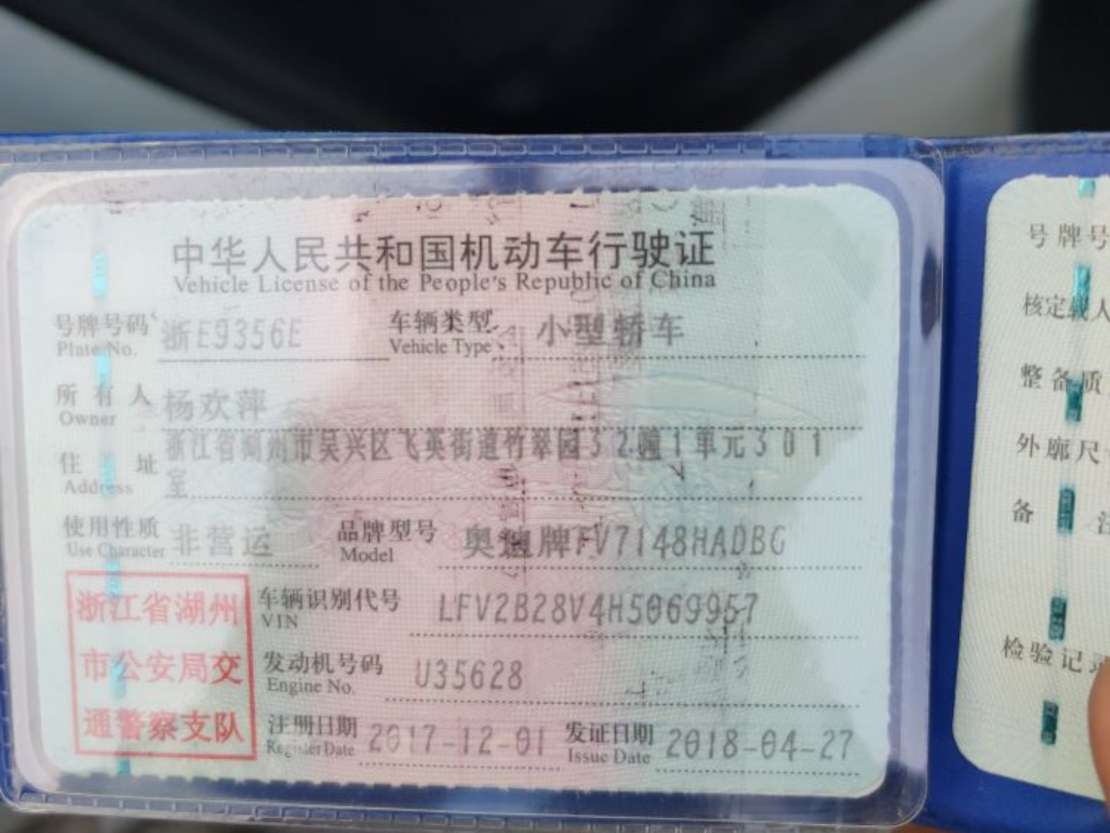 中华人民共和国机动车行驶证
Vehicle License of the People's Republic of China
号牌号码 浙E9356E 车辆类型 小型轿车
Plate No. Vehicle Type
所有人 杨欢萍
Owner
住址 浙江省湖州市吴兴区飞英街道竹翠园32幢1单元301
Address 室
使用性质 非营运 品牌型号 奥迪牌FV7148HADBG
Use Character Model
浙江省湖州
市公安局交
通警察支队
车辆识别代号 LFV2B28V4H5069957
VIN
发动机号码 U35628
Engine No.
注册日期 2017-12-01 发证日期 2018-04-27
Register Date Issue Date
号牌号
核定载人
整备质
外廓尺
备
检验记录